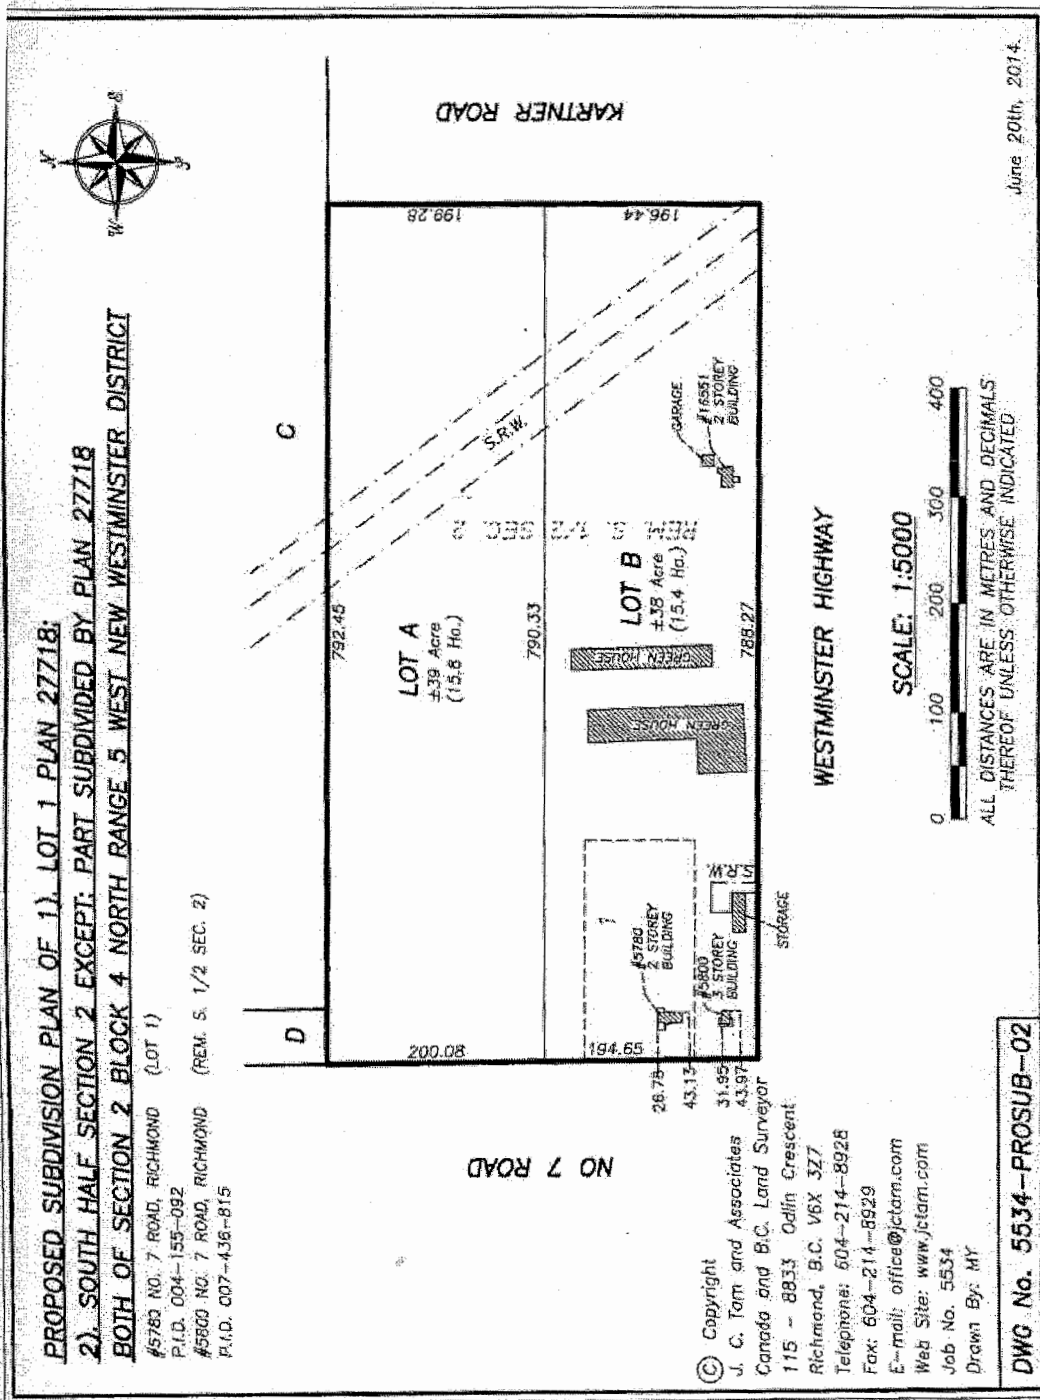 PROPOSED SUBDIVISION PLAN OF 1). LOT 1 PLAN 27718;
2). SOUTH HALF SECTION 2 EXCEPT: PART SUBDIVIDED BY PLAN 27718
BOTH OF SECTION 2 BLOCK 4 NORTH RANGE 5 WEST NEW WESTMINSTER DISTRICT
#5780 NO. 7 ROAD, RICHMOND (LOT 1)
P.I.D. 004-155-092
#5800 NO. 7 ROAD, RICHMOND (REM. S. 1/2 SEC. 2)
P.I.D. 007-436-815
N
E
S
W
D
C
792.45
200.08
LOT A
±39 Acre
(15.8 Ha.)
S.R.W.
199.28
KARTNER ROAD
790.33
REM. S. 1/2 SEC. 2
NO 7 ROAD
194.65
1
#5780
2 STOREY
BUILDING
#5800
3 STOREY
BUILDING
S.R.W.
STORAGE
GREEN HOUSE
GREEN HOUSE
LOT B
±38 Acre
(15.4 Ha.)
GARAGE
#16551
2 STOREY
BUILDING
196.44
788.27
26.78
43.13
31.95
43.97
WESTMINSTER HIGHWAY
SCALE: 1:5000
0 100 200 300 400
ALL DISTANCES ARE IN METRES AND DECIMALS
THEREOF UNLESS OTHERWISE INDICATED
© Copyright
J. C. Tam and Associates
Canada and B.C. Land Surveyor
115 - 8833 Odlin Crescent
Richmond, B.C. V6X 3Z7
Telephone: 604-214-8928
Fax: 604-214-8929
E-mail: office@jctam.com
Web Site: www.jctam.com
Job No. 5534
Drawn By: MY
DWG No. 5534-PROSUB-02
June 20th, 2014.